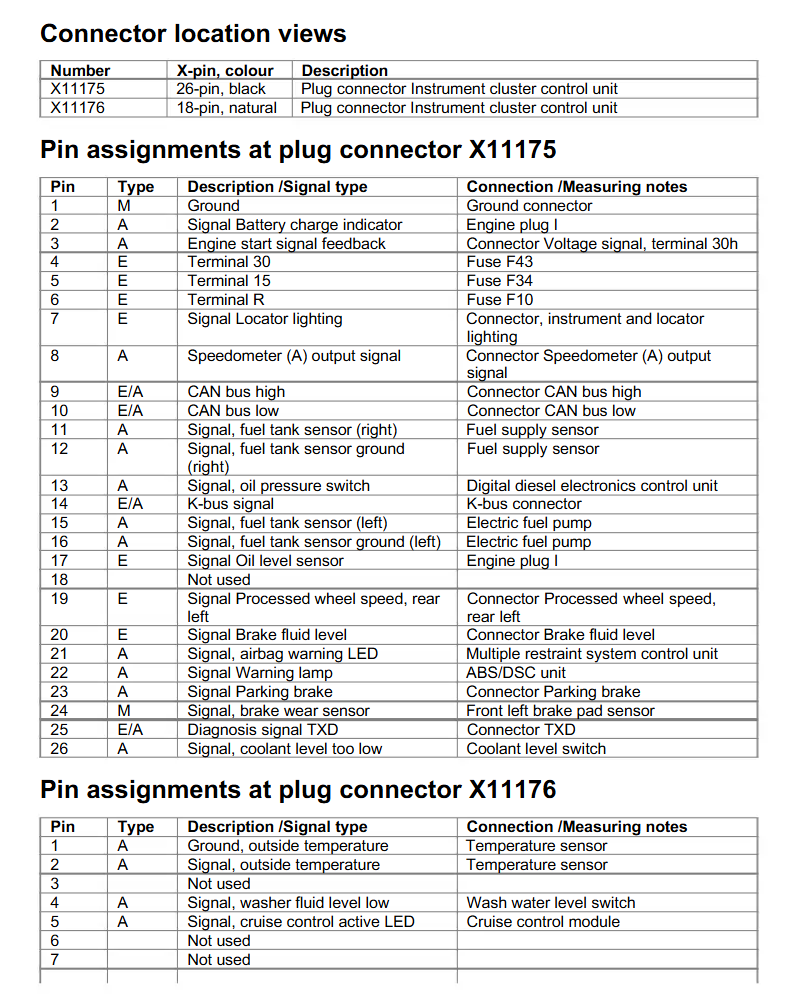 Connector location views
Number X-pin, colour Description
X11175 26-pin, black Plug connector Instrument cluster control unit
X11176 18-pin, natural Plug connector Instrument cluster control unit
Pin assignments at plug connector X11175
Pin Type Description /Signal type Connection /Measuring notes
1 M Ground Ground connector
2 A Signal Battery charge indicator Engine plug I
3 A Engine start signal feedback Connector Voltage signal, terminal 30h
4 E Terminal 30 Fuse F43
5 E Terminal 15 Fuse F34
6 E Terminal R Fuse F10
7 E Signal Locator lighting Connector, instrument and locator
lighting
8 A Speedometer (A) output signal Connector Speedometer (A) output
signal
9 E/A CAN bus high Connector CAN bus high
10 E/A CAN bus low Connector CAN bus low
11 A Signal, fuel tank sensor (right) Fuel supply sensor
12 A Signal, fuel tank sensor ground Fuel supply sensor
(right)
13 A Signal, oil pressure switch Digital diesel electronics control unit
14 E/A K-bus signal K-bus connector
15 A Signal, fuel tank sensor (left) Electric fuel pump
16 A Signal, fuel tank sensor ground (left) Electric fuel pump
17 E Signal Oil level sensor Engine plug I
18 Not used
19 E Signal Processed wheel speed, rear Connector Processed wheel speed,
left rear left
20 E Signal Brake fluid level Connector Brake fluid level
21 A Signal, airbag warning LED Multiple restraint system control unit
22 A Signal Warning lamp ABS/DSC unit
23 A Signal Parking brake Connector Parking brake
24 M Signal, brake wear sensor Front left brake pad sensor
25 E/A Diagnosis signal TXD Connector TXD
26 A Signal, coolant level too low Coolant level switch
Pin assignments at plug connector X11176
Pin Type Description /Signal type Connection /Measuring notes
1 A Ground, outside temperature Temperature sensor
2 A Signal, outside temperature Temperature sensor
3 Not used
4 A Signal, washer fluid level low Wash water level switch
5 A Signal, cruise control active LED Cruise control module
6 Not used
7 Not used